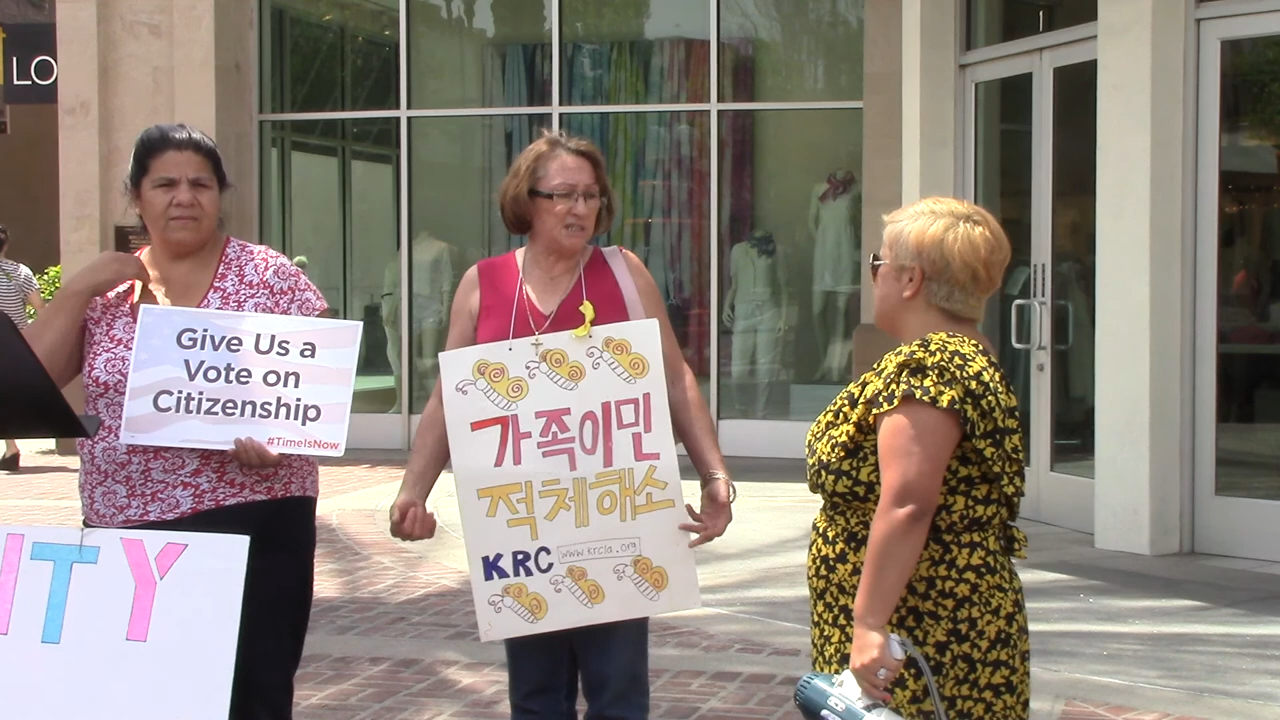 LO
Give Us a
Vote on
Citizenship
#TimeIsNow
가족이민
적체해소
KRC www.krcla.org
ITY